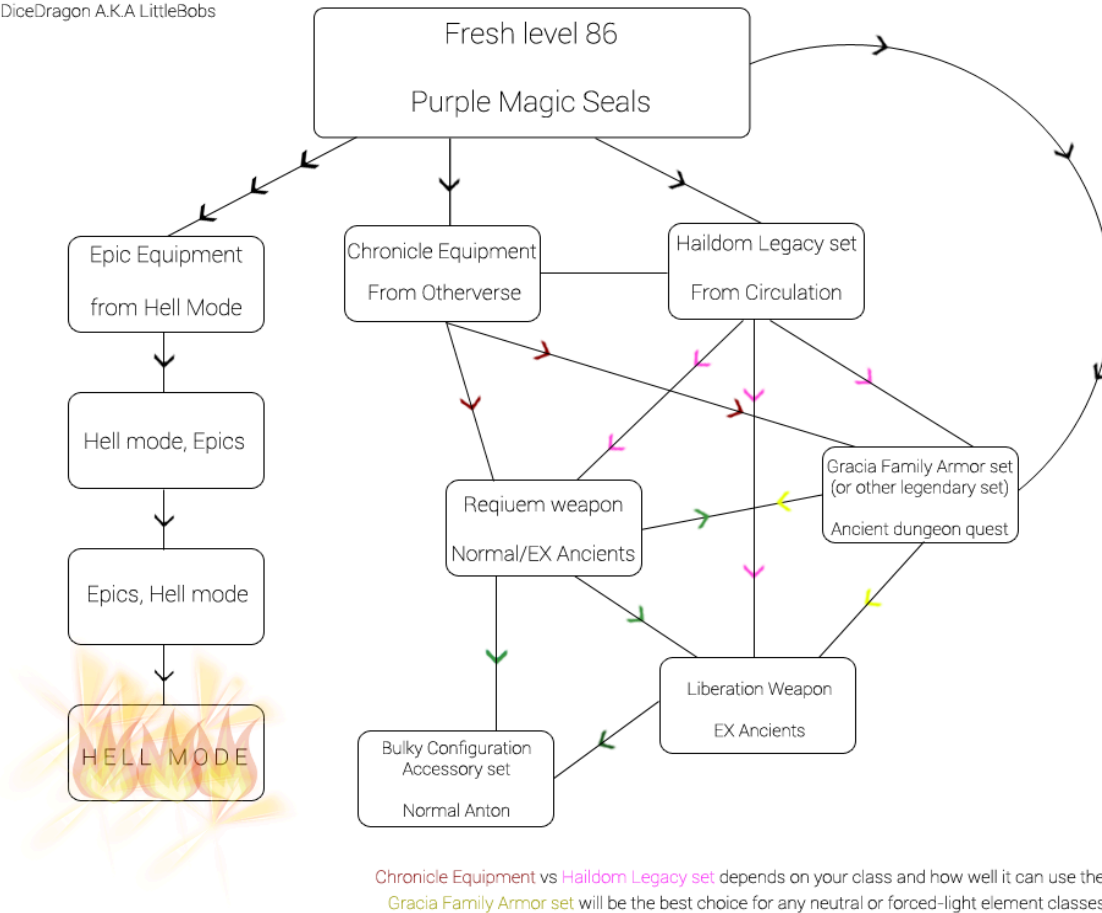 DiceDragon A.K.A LittleBobs
Fresh level 86
Purple Magic Seals
Epic Equipment
from Hell Mode
Chronicle Equipment
From Otherverse
Haildom Legacy set
From Circulation
Hell mode, Epics
Reqiuem weapon
Normal/EX Ancients
Gracia Family Armor set
(or other legendary set)
Ancient dungeon quest
Epics, Hell mode
Liberation Weapon
EX Ancients
HELL MODE
Bulky Configuration
Accessory set
Normal Anton
Chronicle Equipment vs Haildom Legacy set depends on your class and how well it can use the
Gracia Family Armor set will be the best choice for any neutral or forced-light element classes